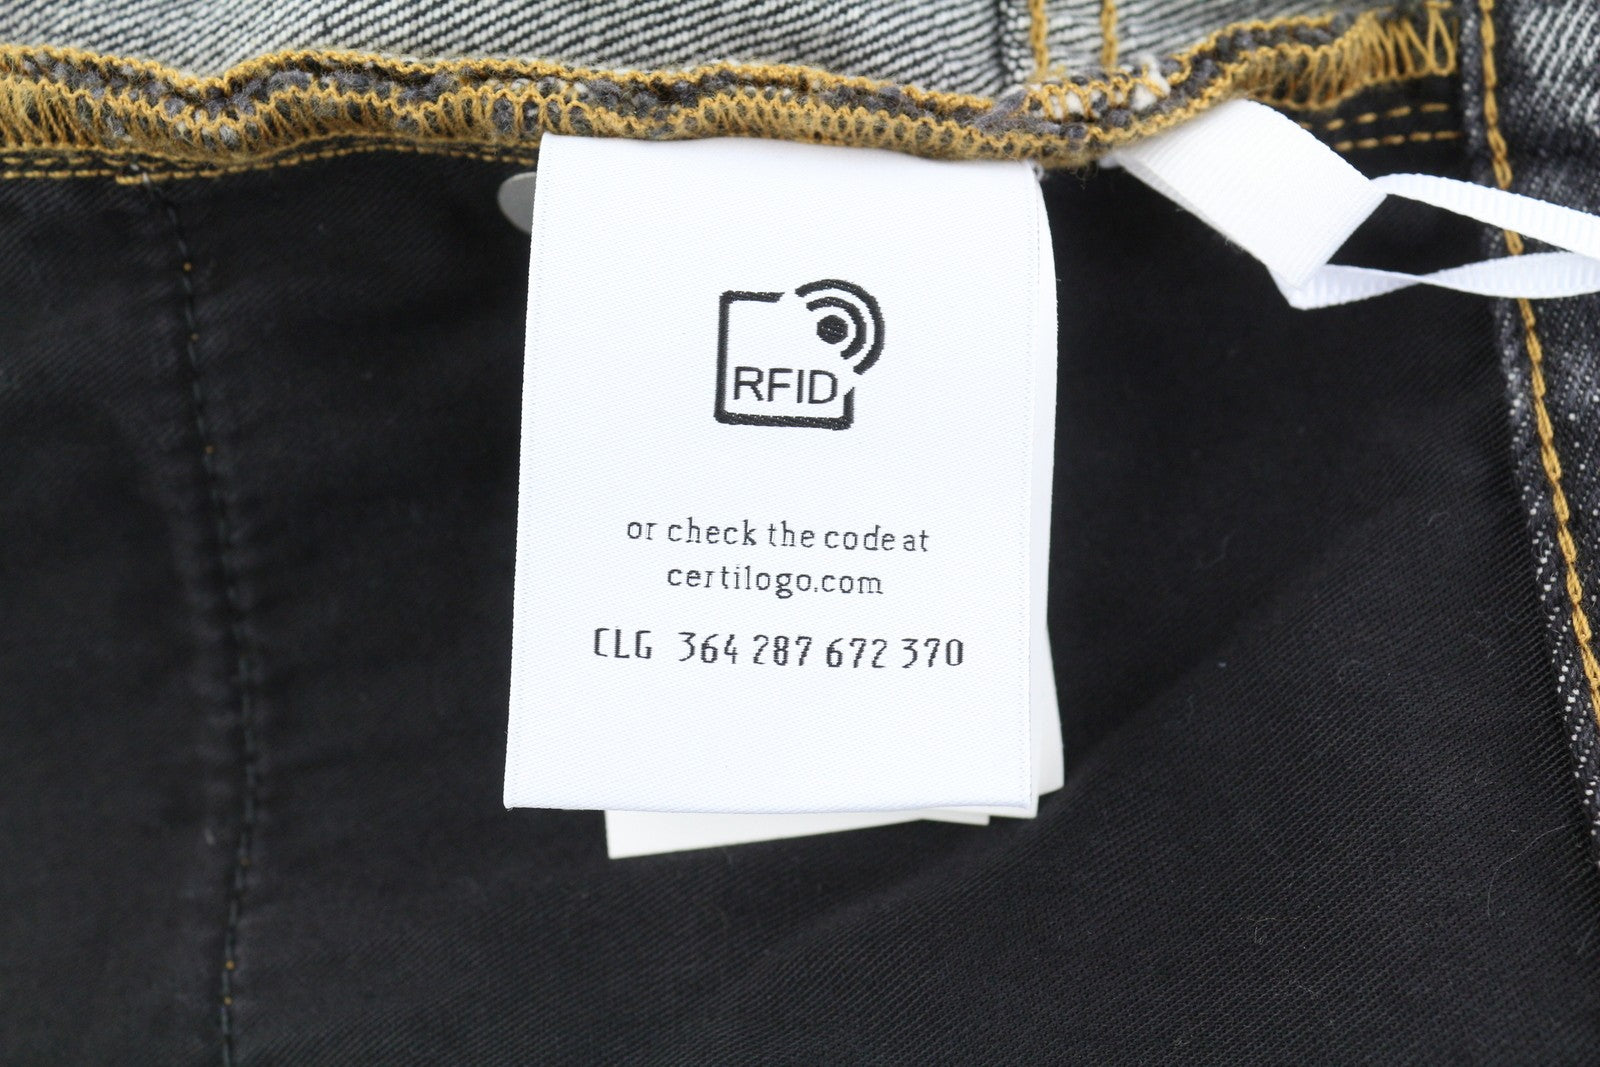 RFID
or check the code at
certilogo.com
CLG 364 287 672 370